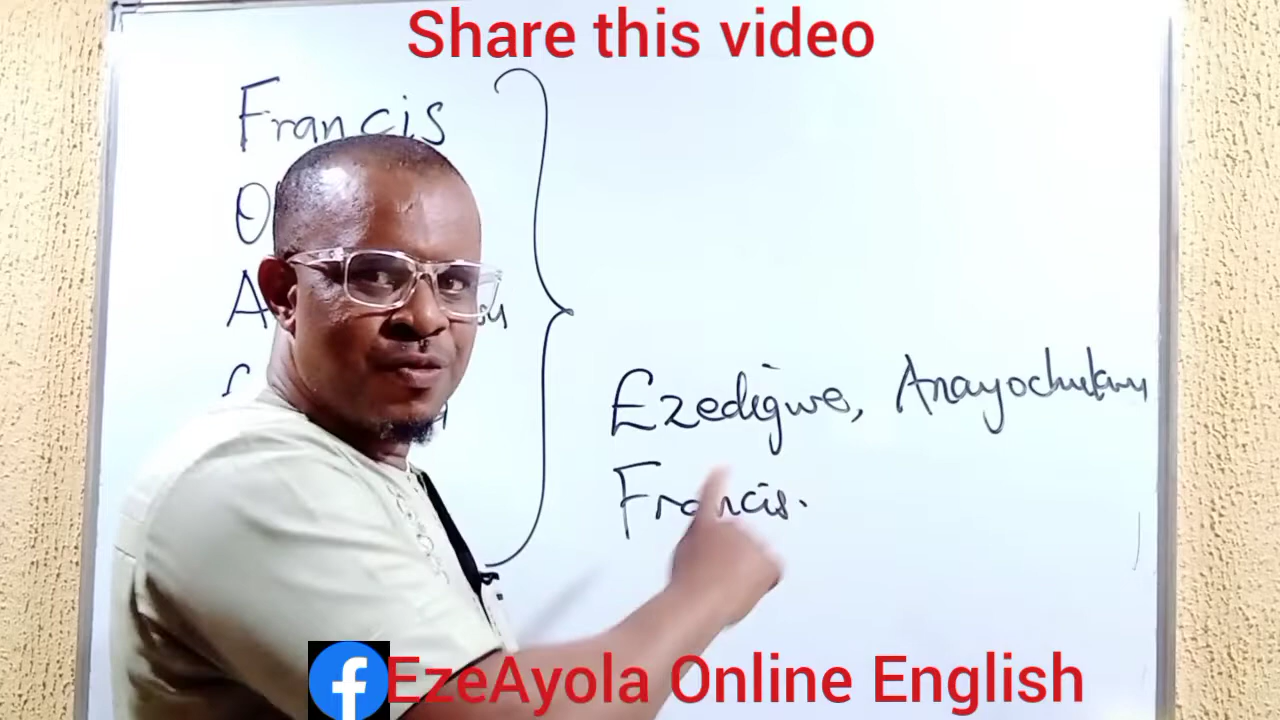 Share this video
Francis
Ezedigwe, Anayochukwu
Francis.
EzeAyola Online English